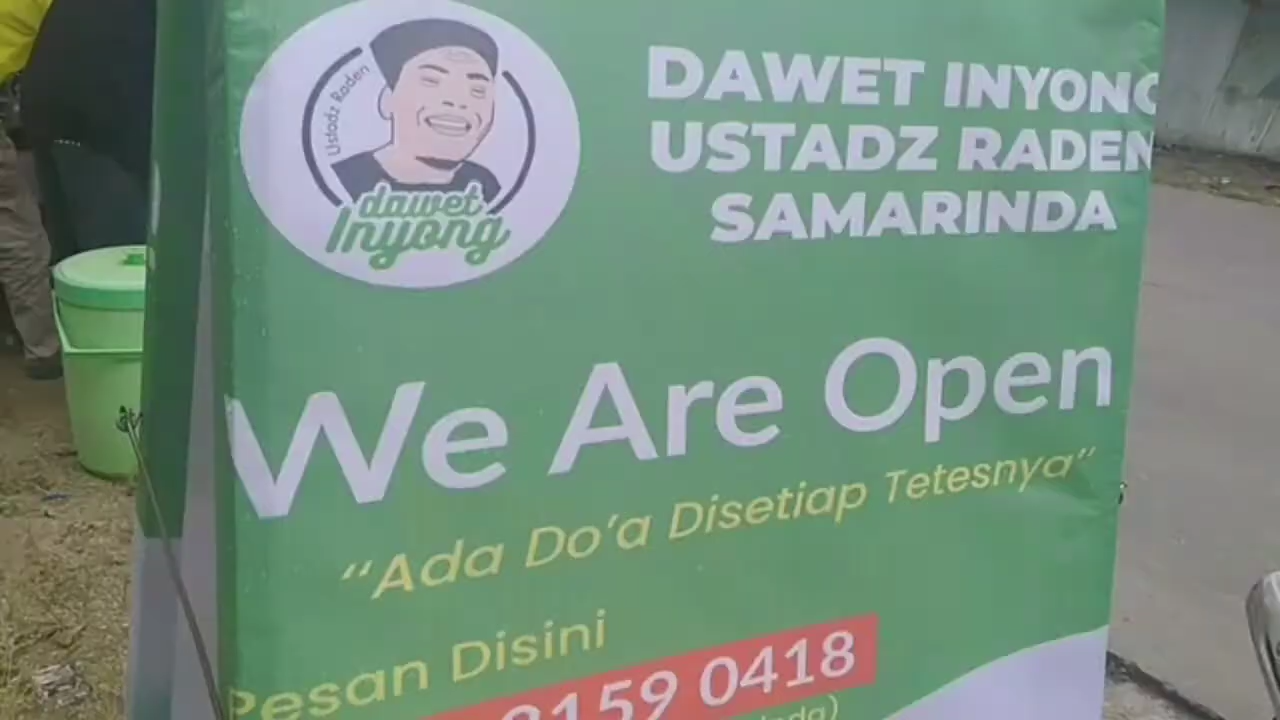 Ustadz Raden
dawet
Inyong
DAWET INYONG
USTADZ RADEN
SAMARINDA
We Are Open
“Ada Do’a Disetiap Tetesnya”
Pesan Disini
8159 0418